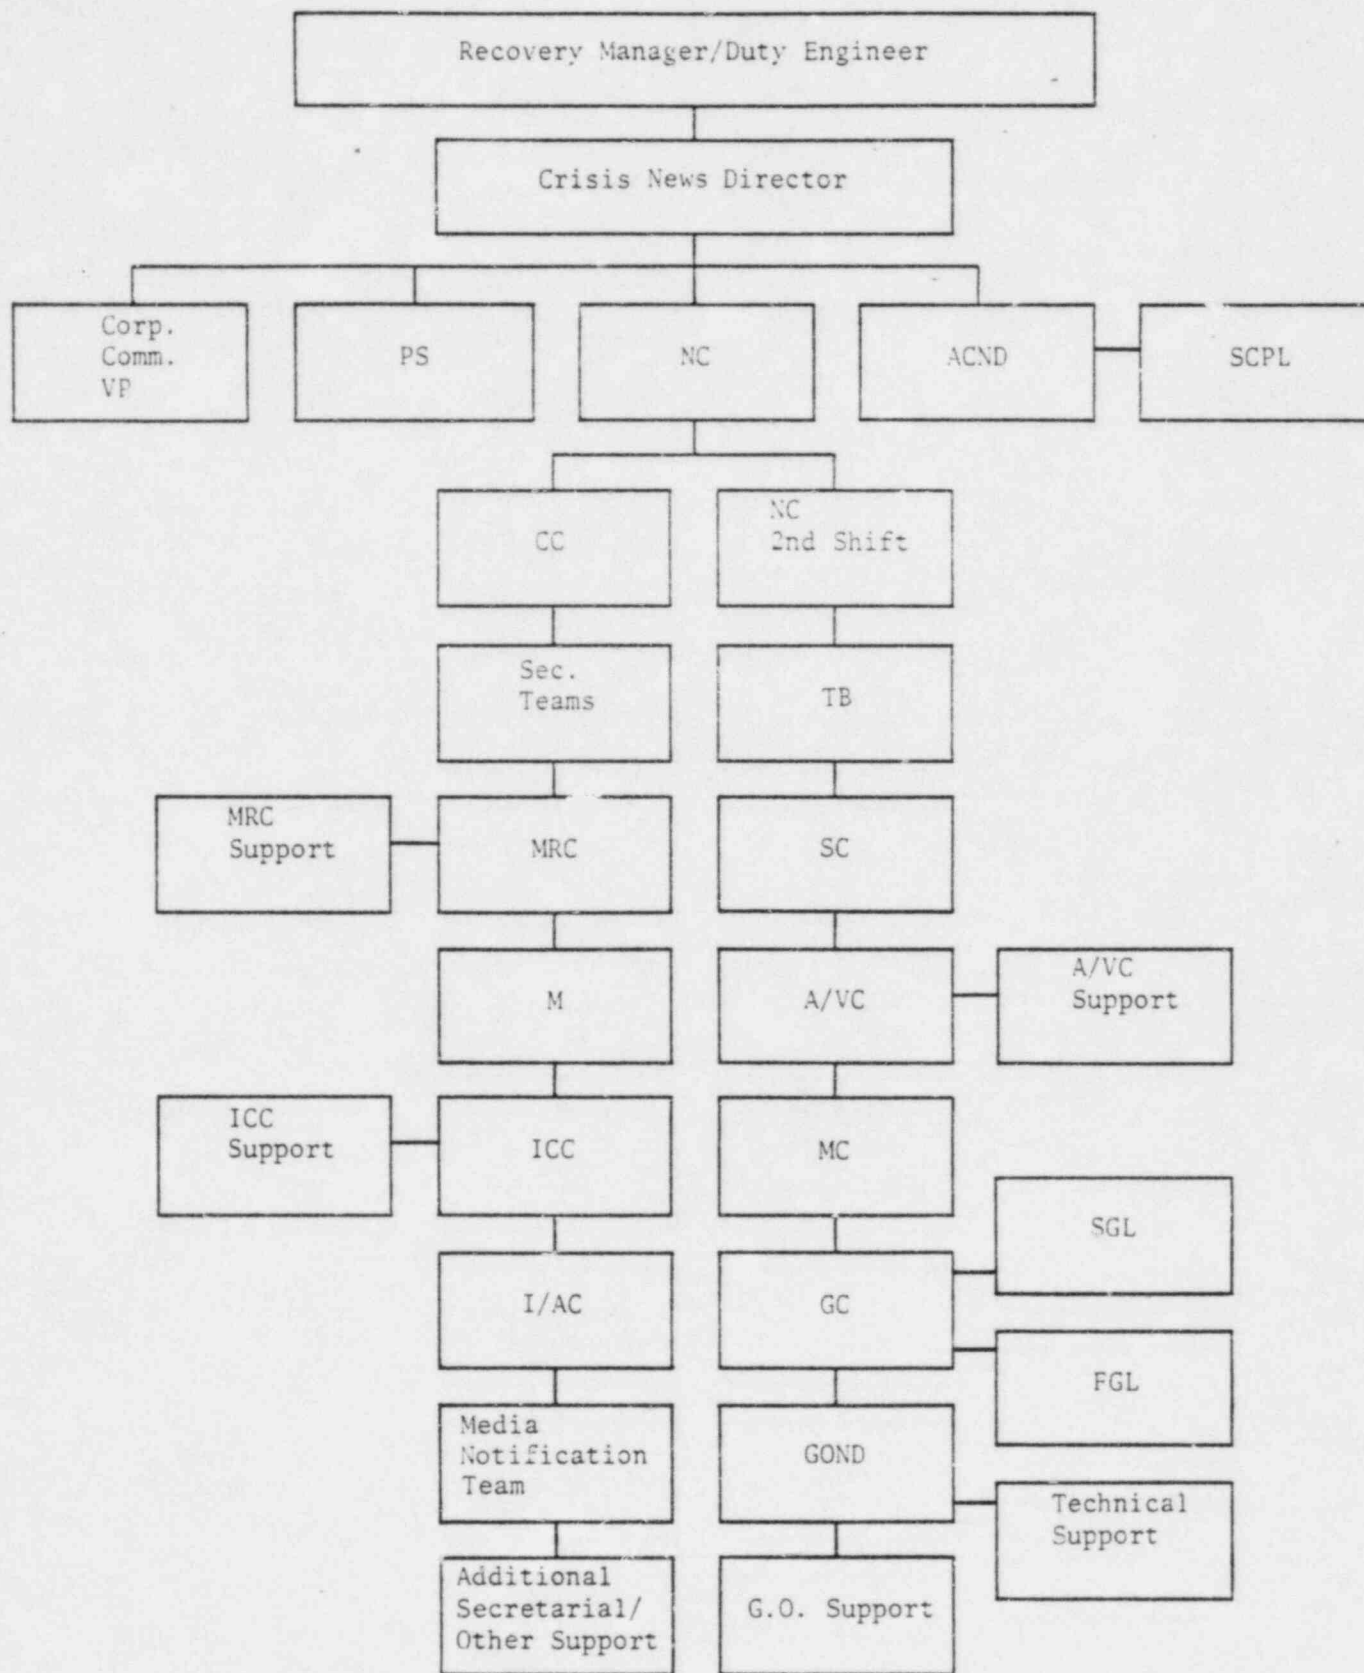 Recovery Manager/Duty Engineer
Crisis News Director
Corp.
Comm.
VP
PS
NC
ACND
SCPL
CC
NC
2nd Shift
Sec.
Teams
TB
MRC
Support
MRC
SC
M
A/VC
A/VC
Support
ICC
Support
ICC
MC
SGL
I/AC
GC
FGL
Media
Notification
Team
GOND
Technical
Support
Additional
Secretarial/
Other Support
G.O. Support